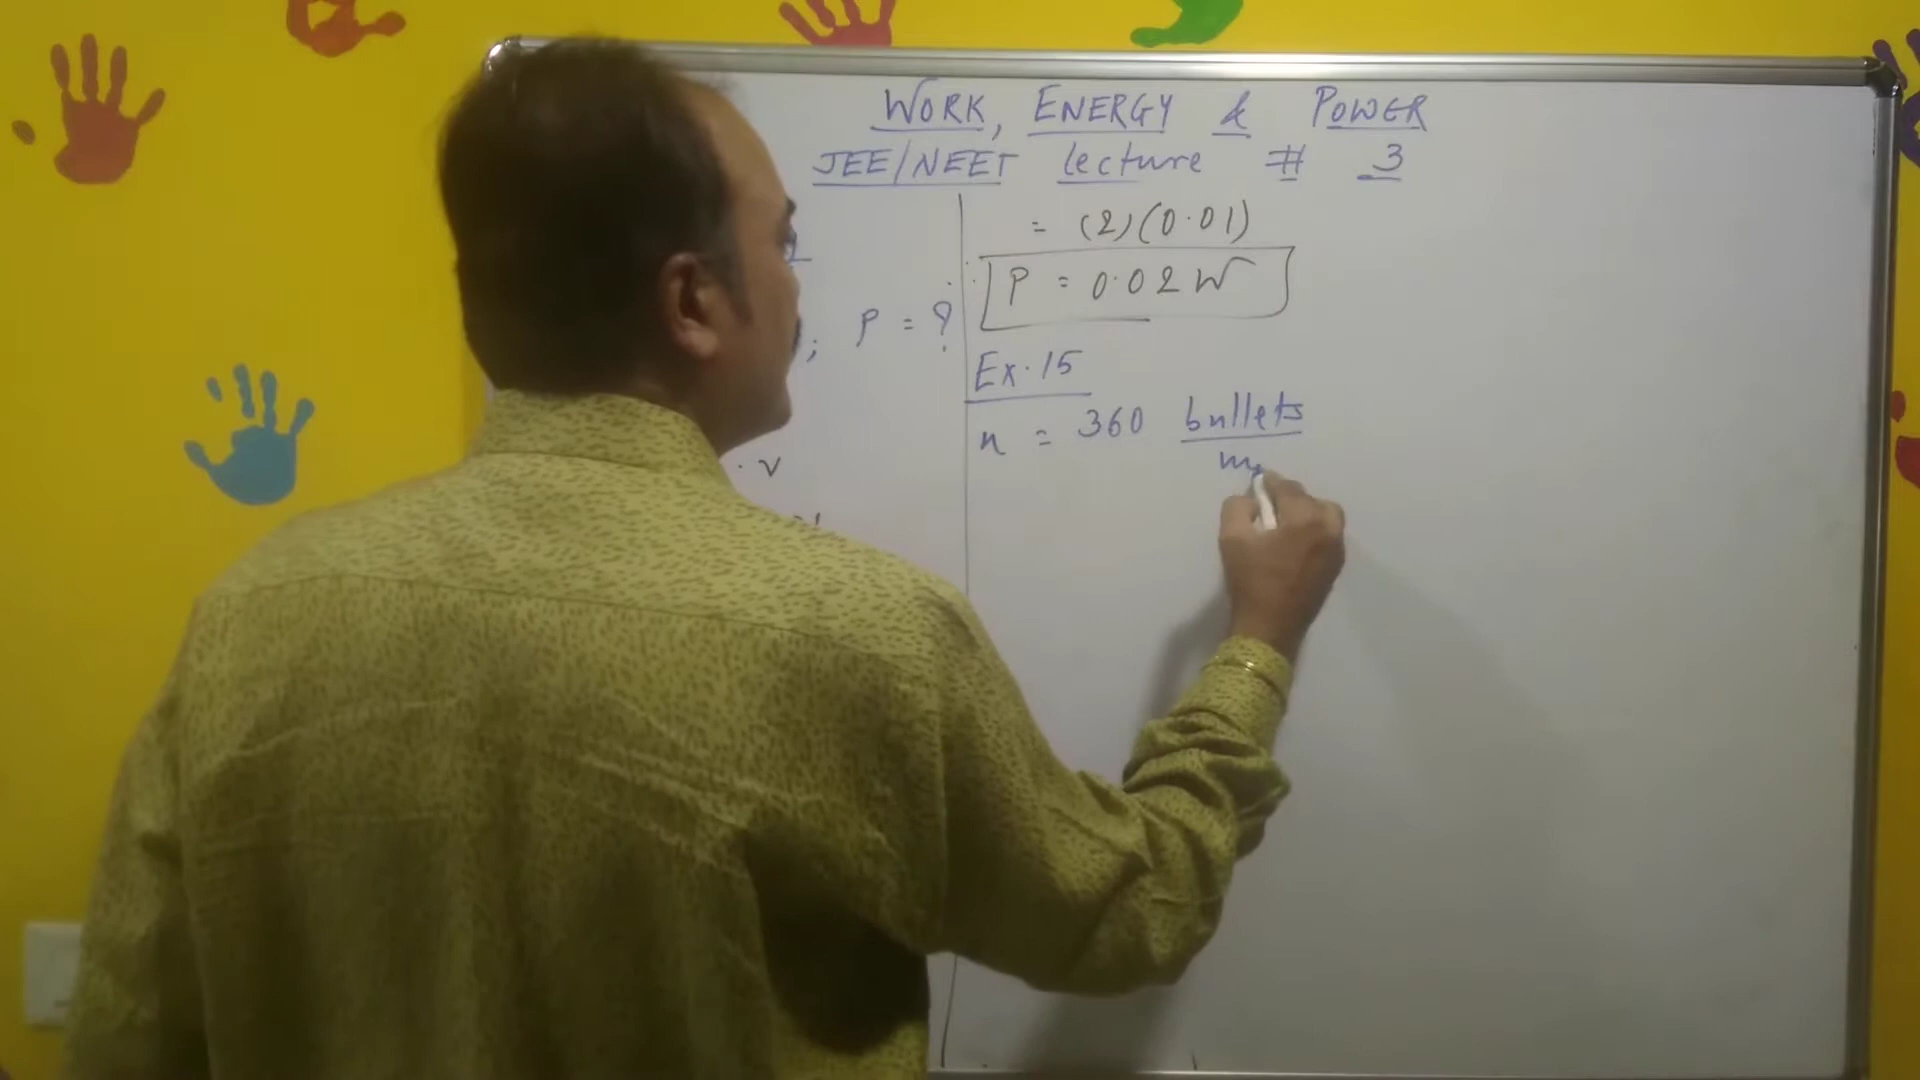 WORK, ENERGY & POWER
JEE/NEET lecture # 3
; P = ?
. v
= (2)(0.01)
∴ P = 0.02 W
Ex. 15
n = 360 bullets